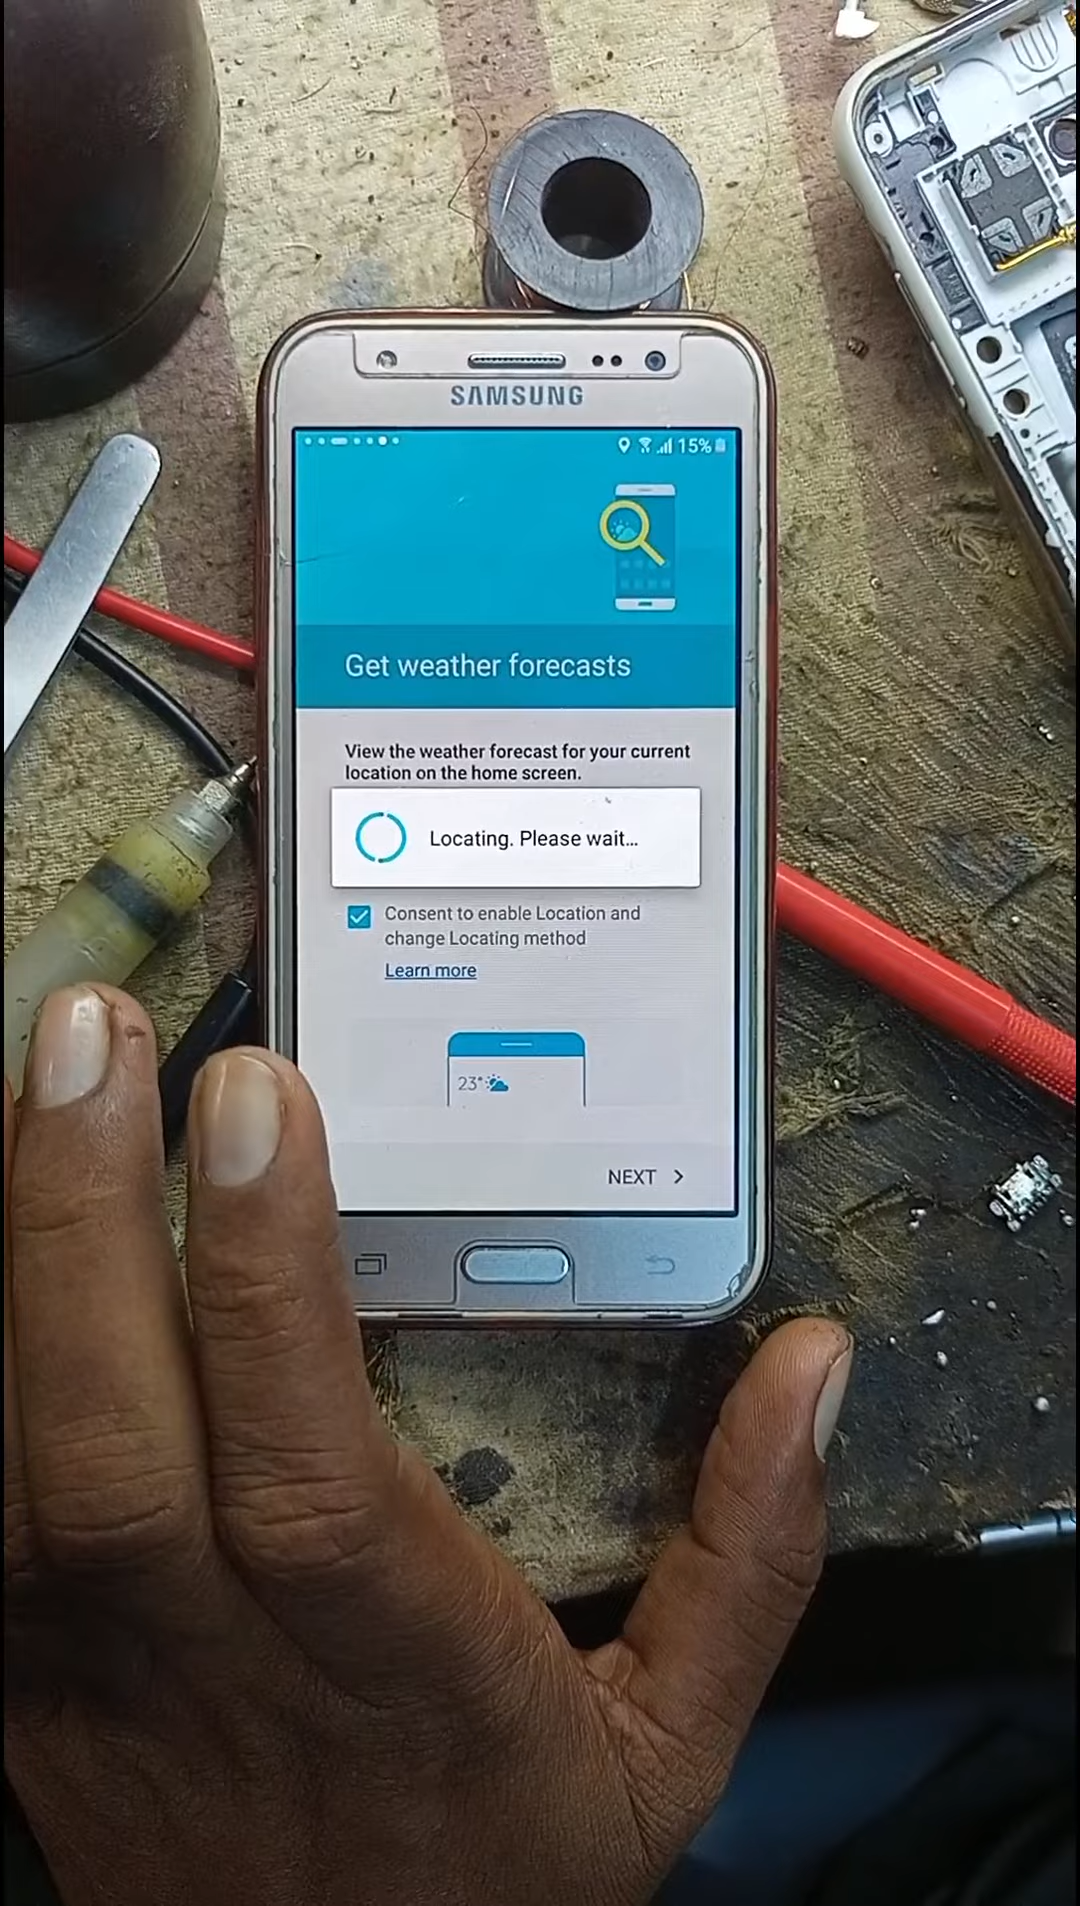 SAMSUNG
15%
Get weather forecasts
View the weather forecast for your current
location on the home screen.
Locating. Please wait...
Consent to enable Location and
change Locating method
Learn more
23°
NEXT >